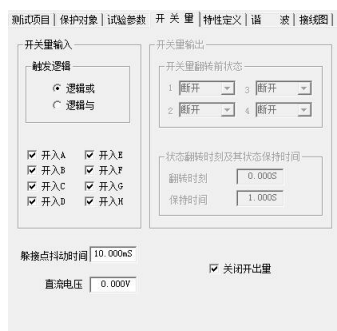 测试项目 保护对象 试验参数 开关量 特性定义 谐 波 接线图
开关量输入
触发逻辑
逻辑或
逻辑与
开入A 开入E
开入B 开入F
开入C 开入G
开入D 开入H
开关量输出
开关量翻转前状态
1 断开 3 断开
2 断开 4 断开
状态翻转时刻及其状态保持时间
翻转时刻 0.000S
保持时间 1.000S
躲接点抖动时间 10.000mS
直流电压 0.000V
关闭开出量